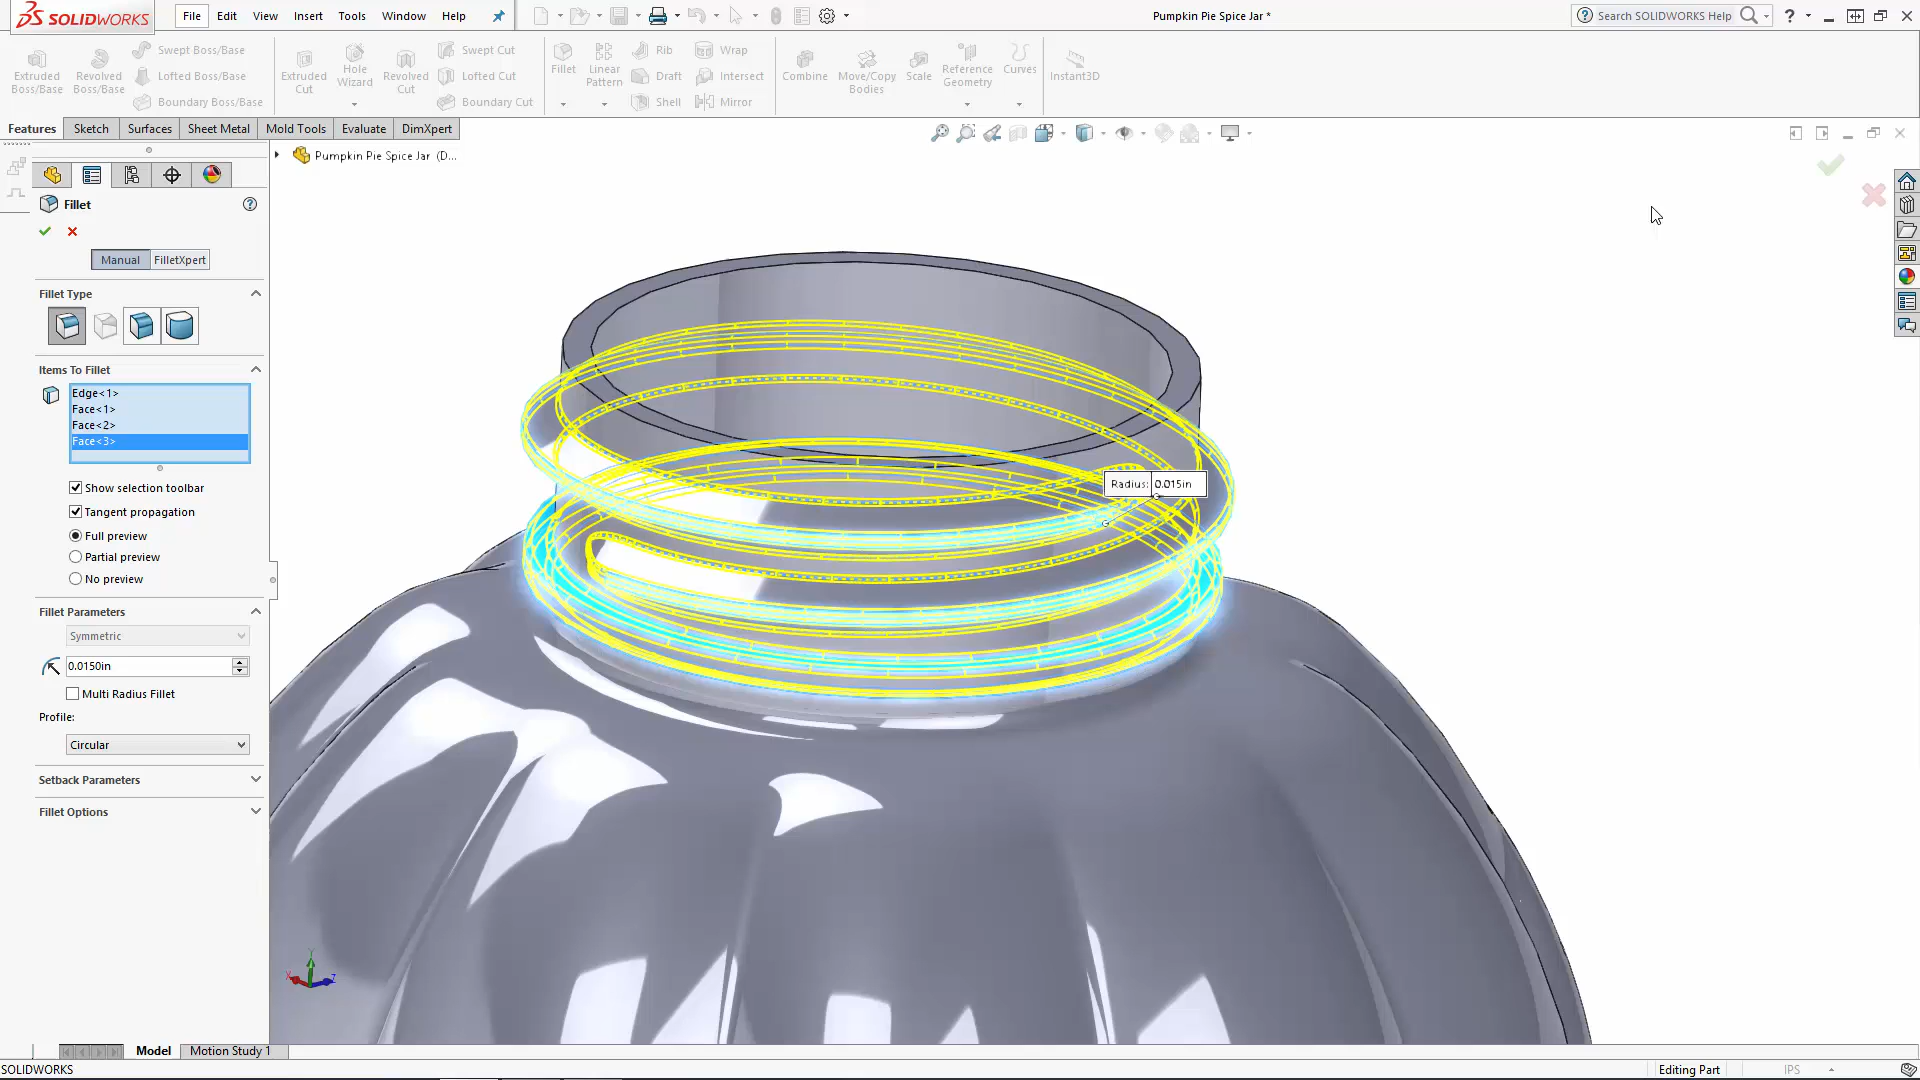 SOLIDWORKS File Edit View Insert Tools Window Help Pumpkin Pie Spice Jar * Search SOLIDWORKS Help ?
Extruded Boss/Base
Revolved Boss/Base
Swept Boss/Base
Lofted Boss/Base
Boundary Boss/Base
Extruded Cut
Hole Wizard
Revolved Cut
Swept Cut
Lofted Cut
Boundary Cut
Fillet
Linear Pattern
Rib
Draft
Shell
Wrap
Intersect
Mirror
Combine
Move/Copy Bodies
Scale
Reference Geometry
Curves
Instant3D
Features Sketch Surfaces Sheet Metal Mold Tools Evaluate DimXpert
Pumpkin Pie Spice Jar (D...
Fillet ?
Manual FilletXpert
Fillet Type
Items To Fillet
Edge<1>
Face<1>
Face<2>
Face<3>
Show selection toolbar
Tangent propagation
Full preview
Partial preview
No preview
Fillet Parameters
Symmetric
0.0150in
Multi Radius Fillet
Profile:
Circular
Setback Parameters
Fillet Options
Radius: 0.015in
Y
X
Z
Model Motion Study 1
SOLIDWORKS Editing Part IPS